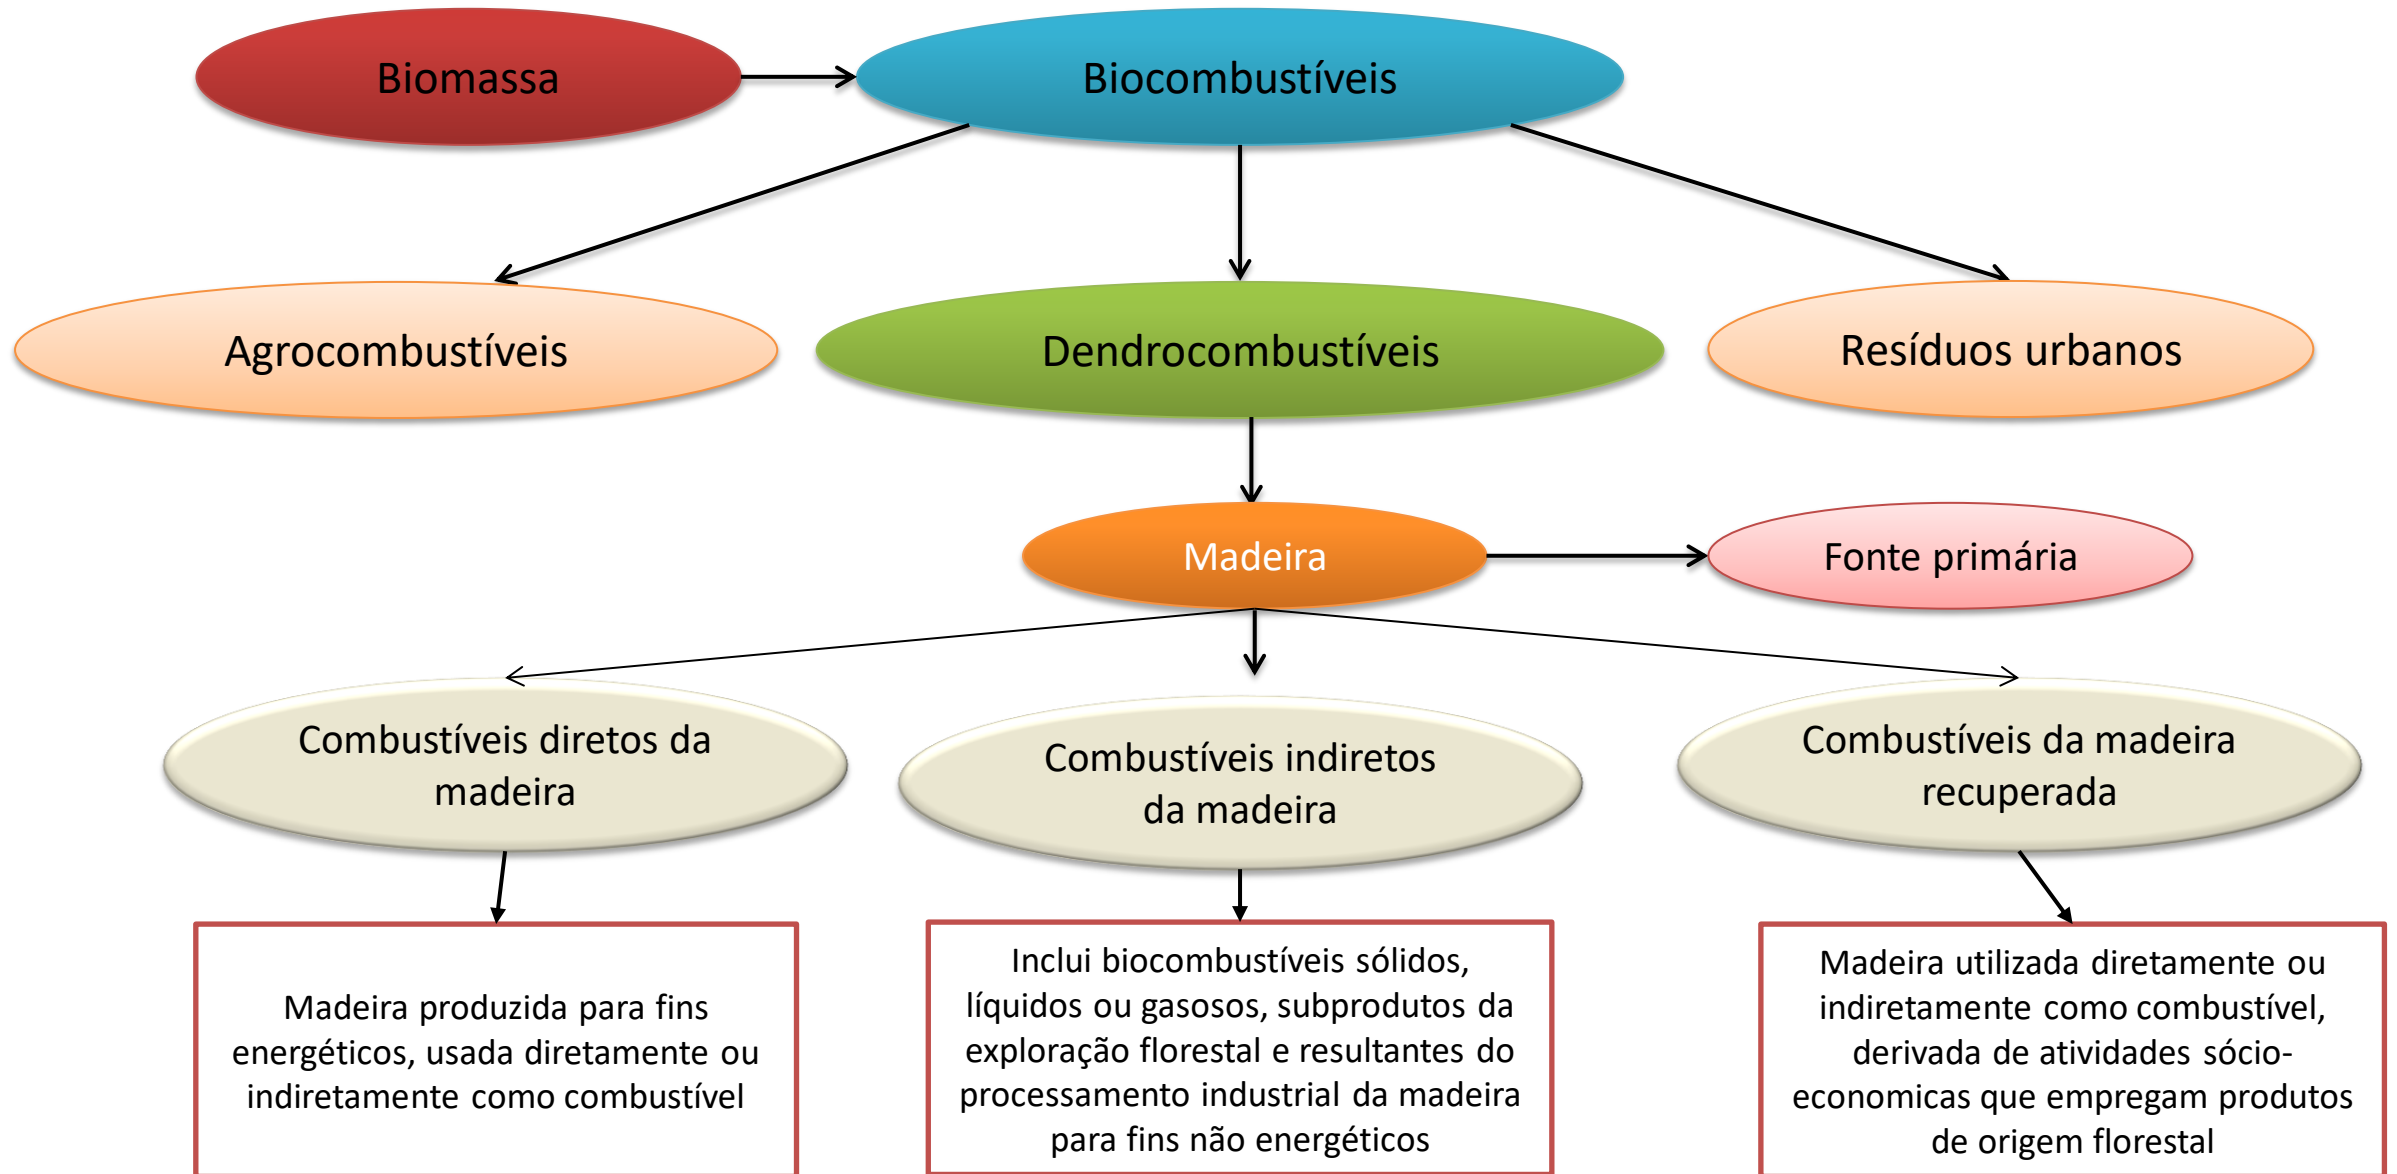 Biomassa
Biocombustíveis
Agrocombustíveis
Dendrocombustíveis
Resíduos urbanos
Madeira
Fonte primária
Combustíveis diretos da
madeira
Combustíveis indiretos
da madeira
Combustíveis da madeira
recuperada
Madeira produzida para fins
energéticos, usada diretamente ou
indiretamente como combustível
Inclui biocombustíveis sólidos,
líquidos ou gasosos, subprodutos da
exploração florestal e resultantes do
processamento industrial da madeira
para fins não energéticos
Madeira utilizada diretamente ou
indiretamente como combustível,
derivada de atividades sócio-
economicas que empregam produtos
de origem florestal